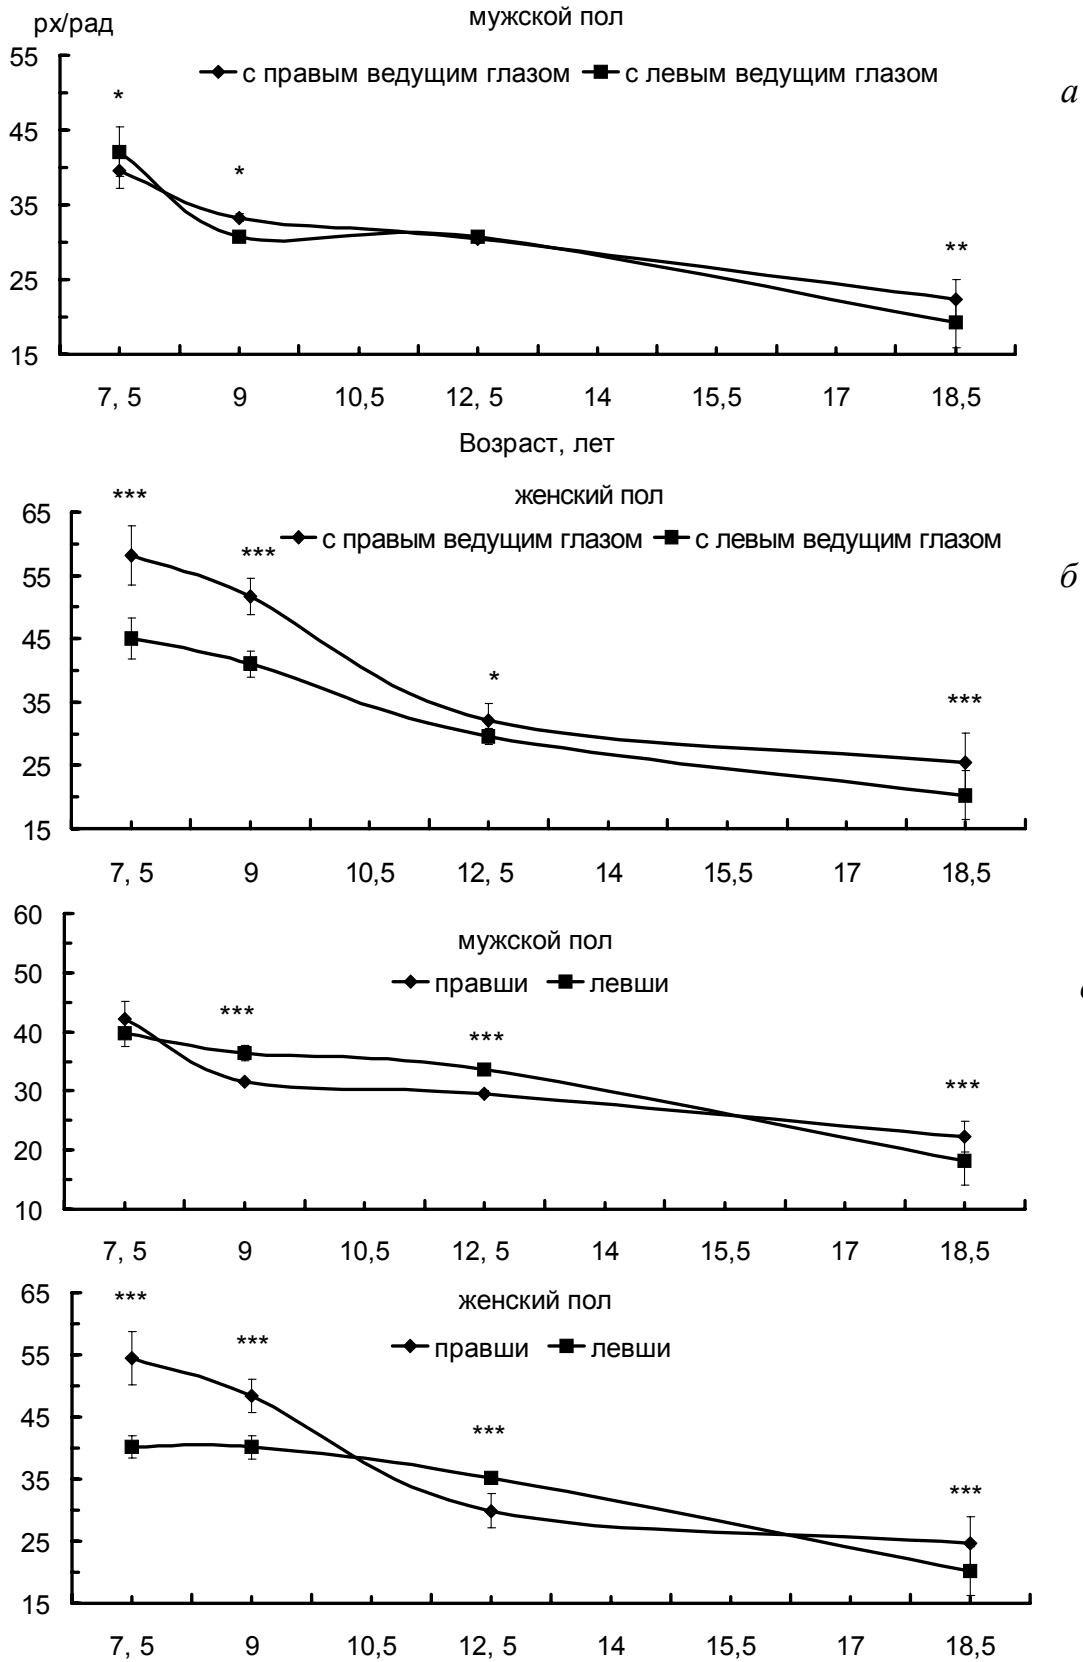 рх/рад
мужской пол
55
с правым ведущим глазом с левым ведущим глазом
а
*
45
*
35
**
25
15
7, 5 9 10,5 12, 5 14 15,5 17 18,5
Возраст, лет
***
женский пол
65
с правым ведущим глазом с левым ведущим глазом
***
55
б
45
*
35
***
25
15
7, 5 9 10,5 12, 5 14 15,5 17 18,5
60
мужской пол
50
правши левши
***
40
***
30
***
20
10
7, 5 9 10,5 12, 5 14 15,5 17 18,5
65
***
женский пол
***
правши левши
55
45
***
35
***
25
15
7, 5 9 10,5 12, 5 14 15,5 17 18,5